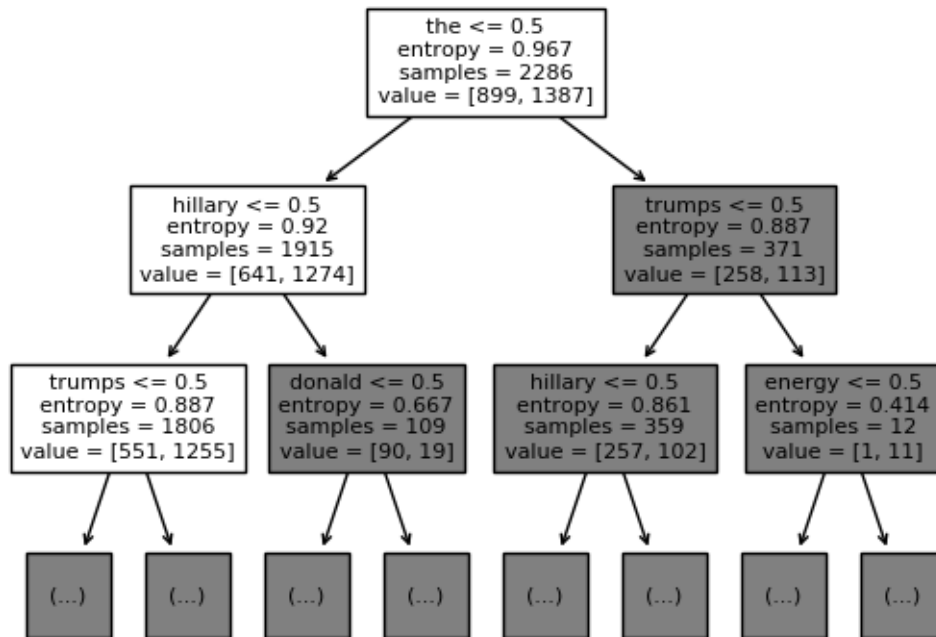 the <= 0.5
entropy = 0.967
samples = 2286
value = [899, 1387]
hillary <= 0.5
entropy = 0.92
samples = 1915
value = [641, 1274]
trumps <= 0.5
entropy = 0.887
samples = 371
value = [258, 113]
trumps <= 0.5
entropy = 0.887
samples = 1806
value = [551, 1255]
donald <= 0.5
entropy = 0.667
samples = 109
value = [90, 19]
hillary <= 0.5
entropy = 0.861
samples = 359
value = [257, 102]
energy <= 0.5
entropy = 0.414
samples = 12
value = [1, 11]
(...)
(...)
(...)
(...)
(...)
(...)
(...)
(...)